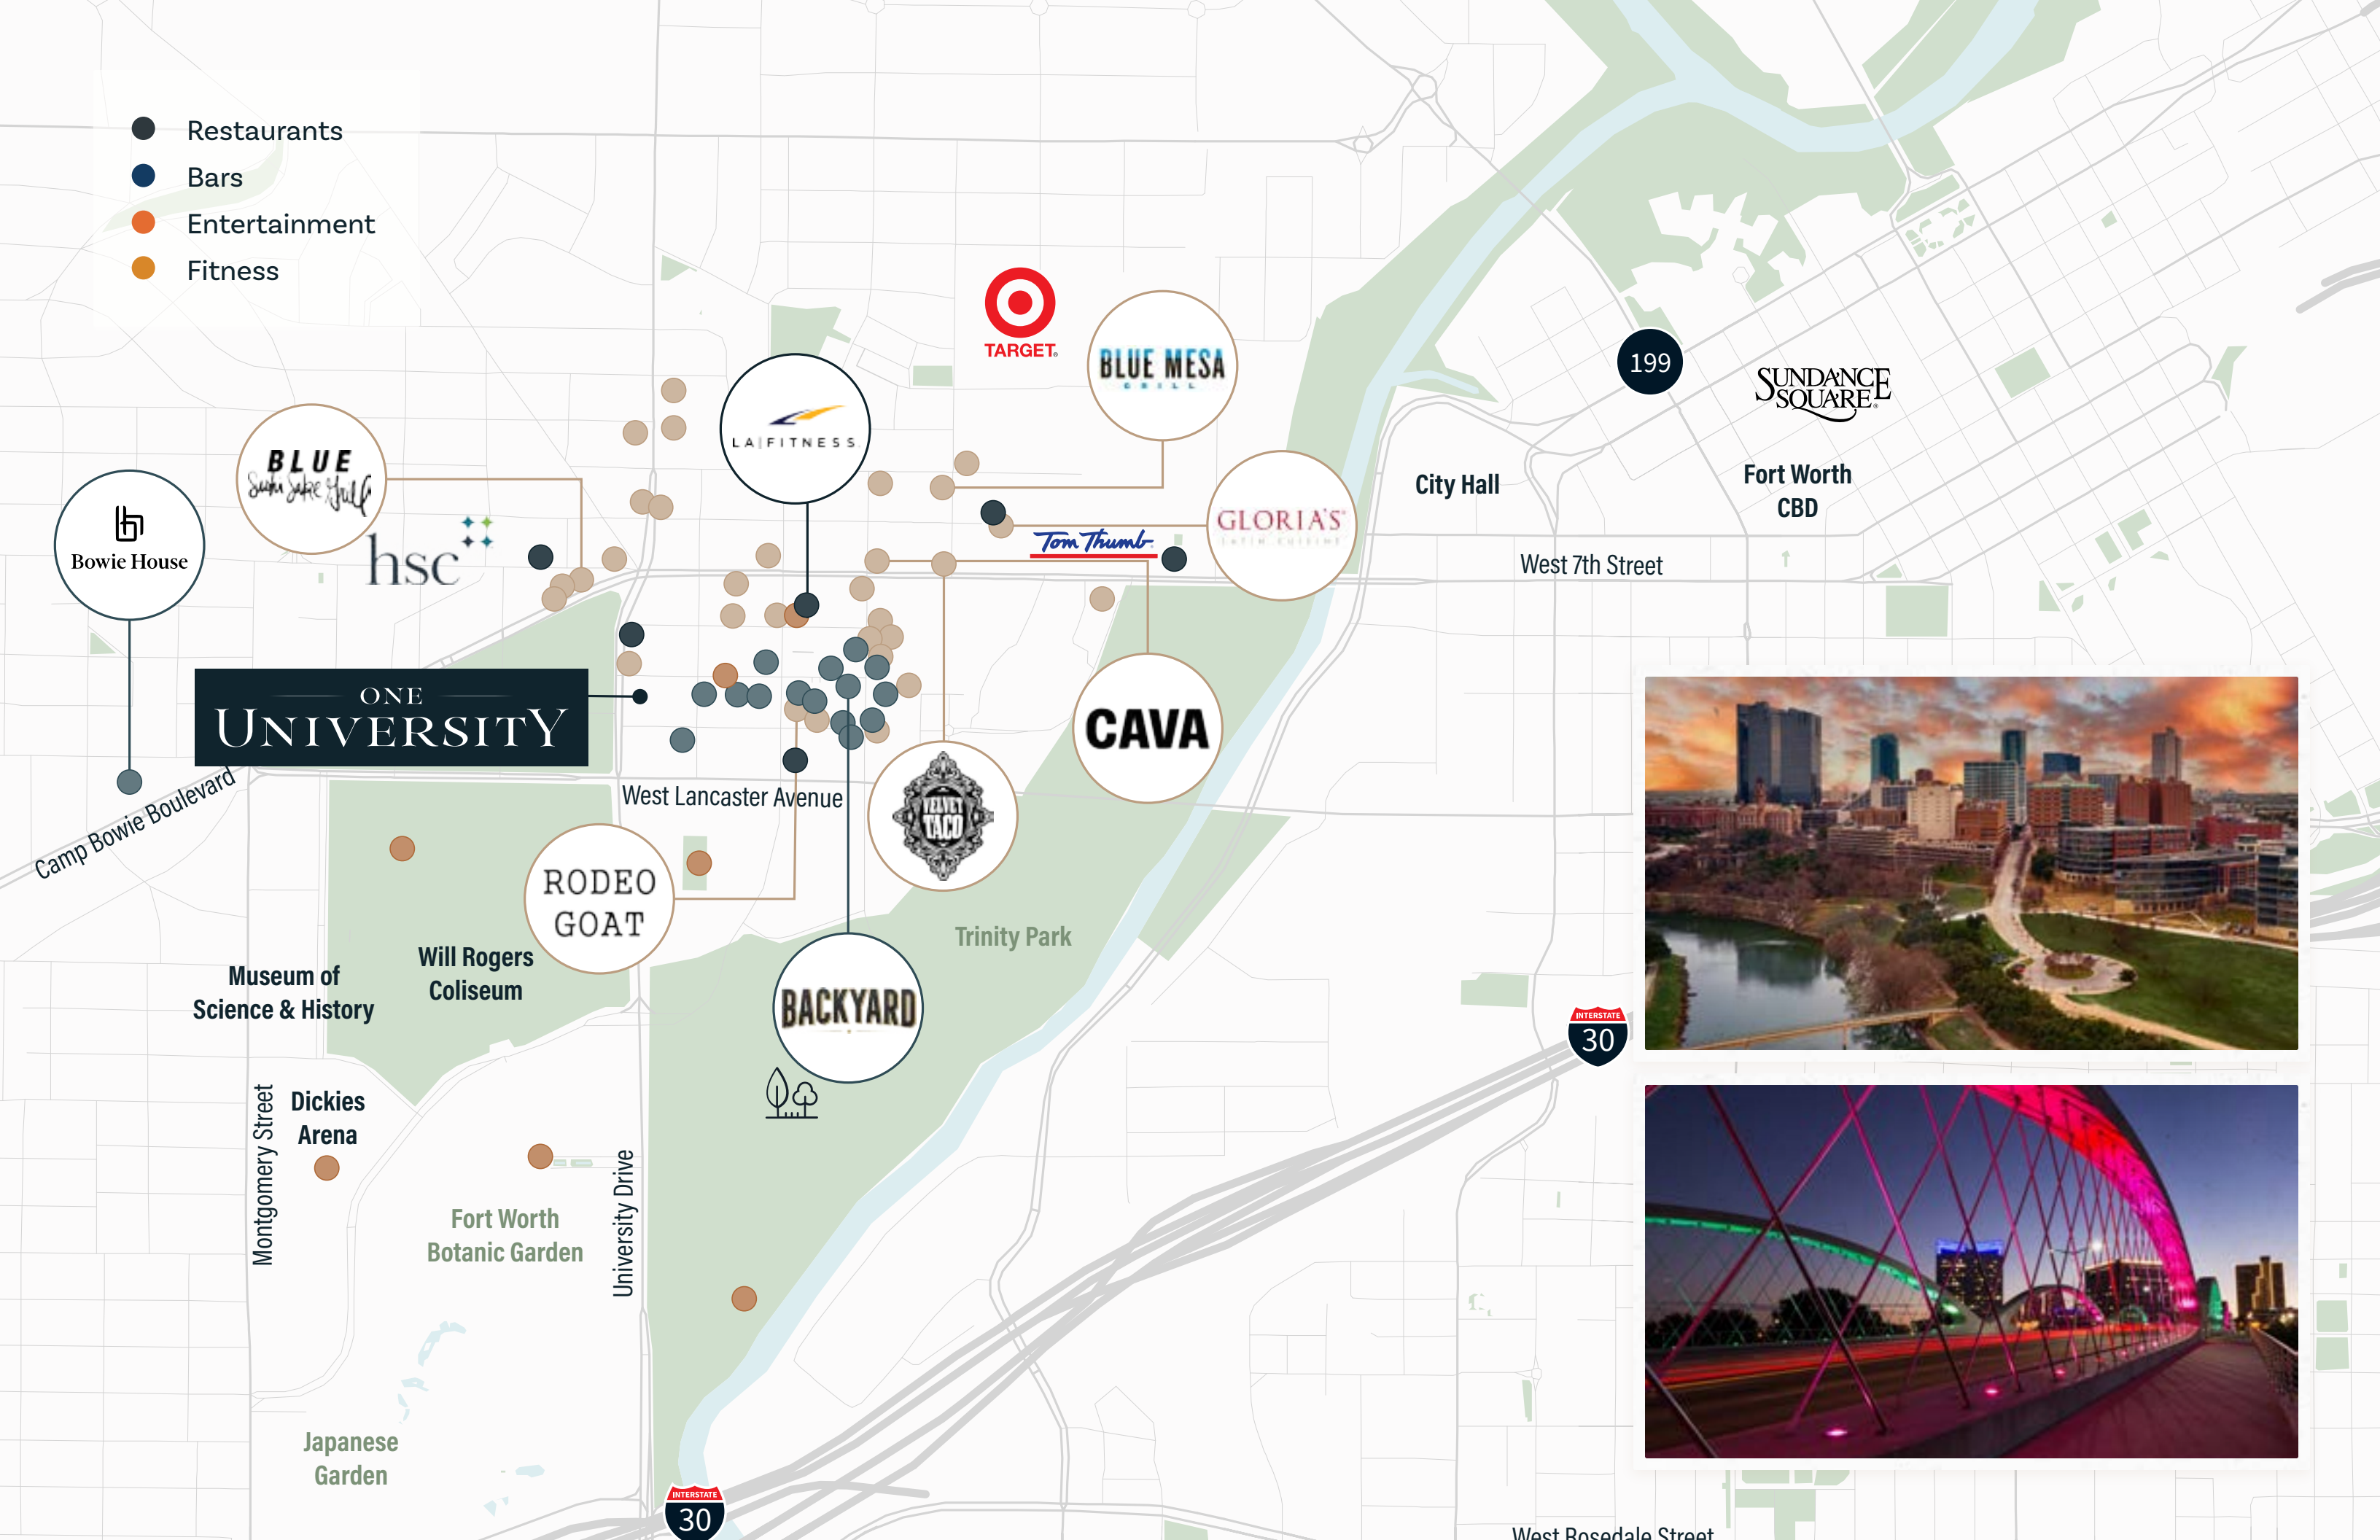 Restaurants
Bars
Entertainment
Fitness
TARGET
BLUE MESA
GRILL
199
SUNDANCE
SQUARE
LA FITNESS
BLUE
Sushi Sake Grill
Bowie House
hsc
City Hall
Fort Worth
CBD
GLORIA'S
LATIN CUISINE
Tom Thumb
West 7th Street
ONE
UNIVERSITY
CAVA
Camp Bowie Boulevard
West Lancaster Avenue
VELVET
TACO
RODEO
GOAT
Trinity Park
Will Rogers
Coliseum
Museum of
Science & History
BACKYARD
INTERSTATE
30
Dickies
Arena
Montgomery Street
University Drive
Fort Worth
Botanic Garden
Japanese
Garden
INTERSTATE
30
West Rosedale Street